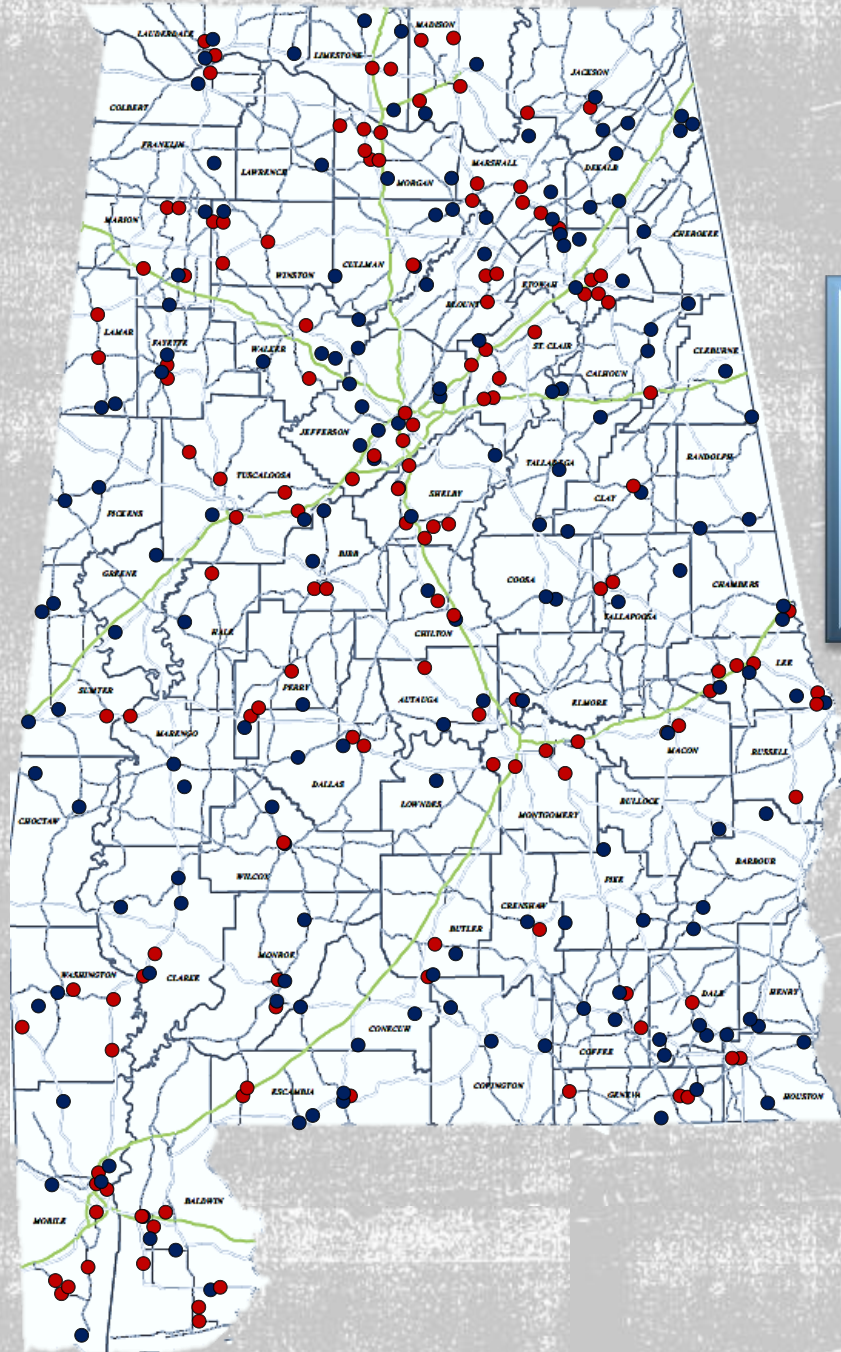 LAUDERDALE
MADISON
LIMESTONE
JACKSON
COLBERT
FRANKLIN
LAWRENCE
MORGAN
MARSHALL
DEKALB
MARION
CHEROKEE
CULLMAN
WINSTON
ETOWAH
BLOUNT
LAMAR
FAYETTE
WALKER
ST. CLAIR
CALHOUN
CLEBURNE
JEFFERSON
TALLADEGA
RANDOLPH
TUSCALOOSA
SHELBY
CLAY
PICKENS
BIBB
GREENE
COOSA
CHAMBERS
TALLAPOOSA
HALE
CHILTON
LEE
SUMTER
PERRY
AUTAUGA
ELMORE
MARENGO
MACON
RUSSELL
DALLAS
LOWNDES
BULLOCK
CHOCTAW
MONTGOMERY
BARBOUR
WILCOX
PIKE
CRENSHAW
BUTLER
MONROE
WASHINGTON
CLARKE
DALE
HENRY
CONECUH
COFFEE
ESCAMBIA
COVINGTON
GENEVA
HOUSTON
BALDWIN
MOBILE